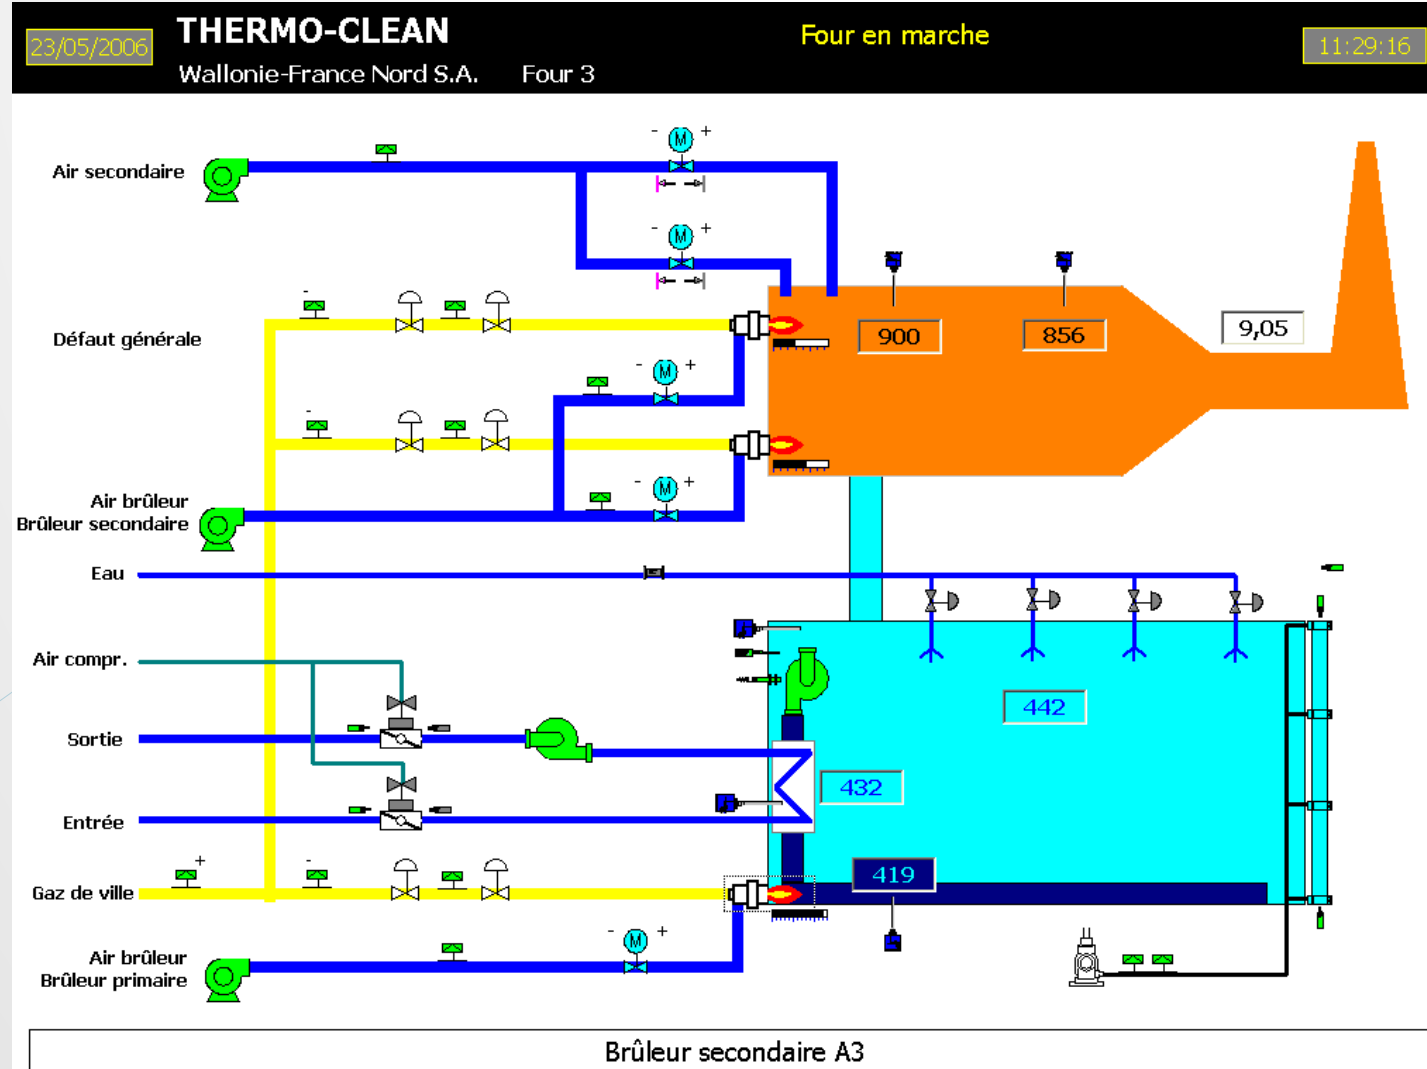 23/05/2006
THERMO-CLEAN
Four en marche
11:29:16
Wallonie-France Nord S.A. Four 3
- M +
Air secondaire
- M +
-
900
856
9,05
Défaut générale
- M +
-
Air brûleur
Brûleur secondaire
- M +
Eau
Air compr.
442
Sortie
432
Entrée
+
-
419
Gaz de ville
- M +
Air brûleur
Brûleur primaire
Brûleur secondaire A3